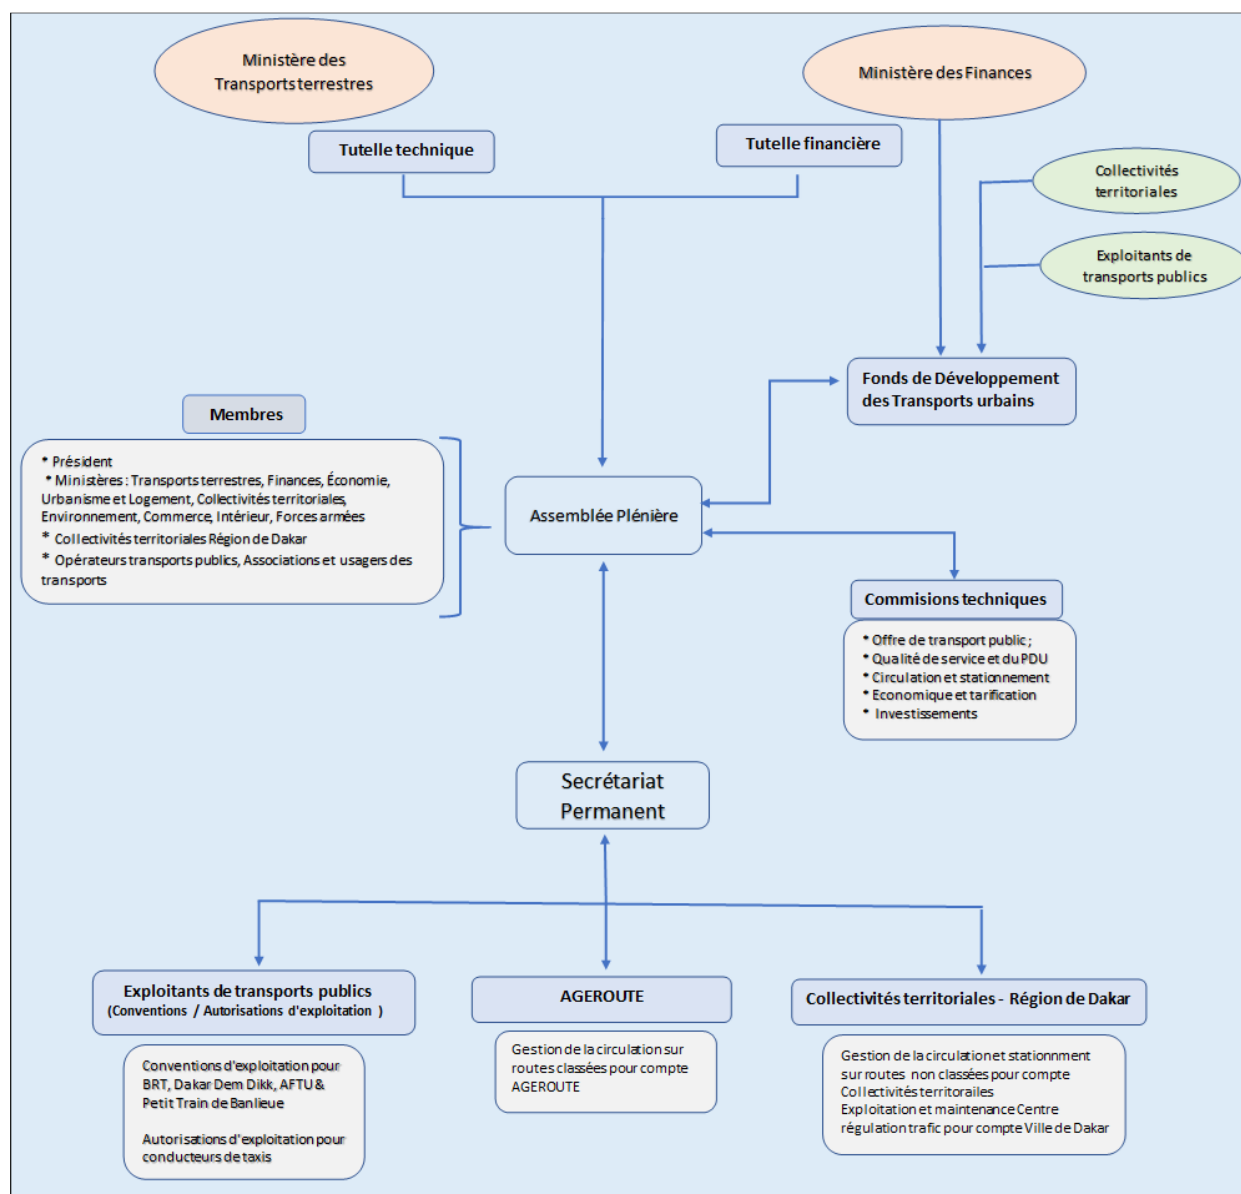 Ministère des
Transports terrestres
Ministère des Finances
Tutelle technique
Tutelle financière
Collectivités
territoriales
Exploitants de
transports publics
Fonds de Développement
des Transports urbains
Membres
* Président
* Ministères : Transports terrestres, Finances, Économie,
Urbanisme et Logement, Collectivités territoriales,
Environnement, Commerce, Intérieur, Forces armées
* Collectivités territoriales Région de Dakar
* Opérateurs transports publics, Associations et usagers des
transports
Assemblée Plénière
Commisions techniques
* Offre de transport public ;
* Qualité de service et du PDU
* Circulation et stationnement
* Economique et tarification
* Investissements
Secrétariat
Permanent
Exploitants de transports publics
(Conventions / Autorisations d'exploitation )
Conventions d'exploitation pour
BRT, Dakar Dem Dikk, AFTU &
Petit Train de Banlieue
Autorisations d'exploitation pour
conducteurs de taxis
AGEROUTE
Gestion de la circulation sur
routes classées pour compte
AGEROUTE
Collectivités territoriales - Région de Dakar
Gestion de la circulation et stationnment
sur routes non classées pour compte
Collectivités territorailes
Exploitation et maintenance Centre
régulation trafic pour compte Ville de Dakar